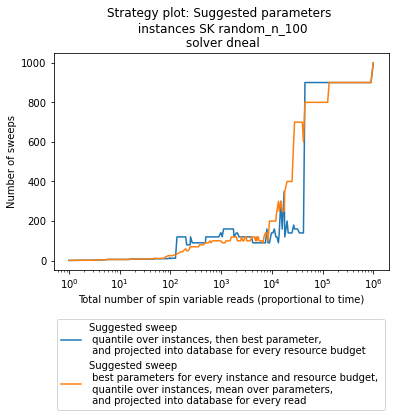 Strategy plot: Suggested parameters
instances SK random_n_100
solver dneal
Number of sweeps
1000
800
600
400
200
0
10^0
10^1
10^2
10^3
10^4
10^5
10^6
Total number of spin variable reads (proportional to time)
Suggested sweep
quantile over instances, then best parameter,
and projected into database for every resource budget
Suggested sweep
best parameters for every instance and resource budget,
quantile over instances, mean over parameters,
and projected into database for every read